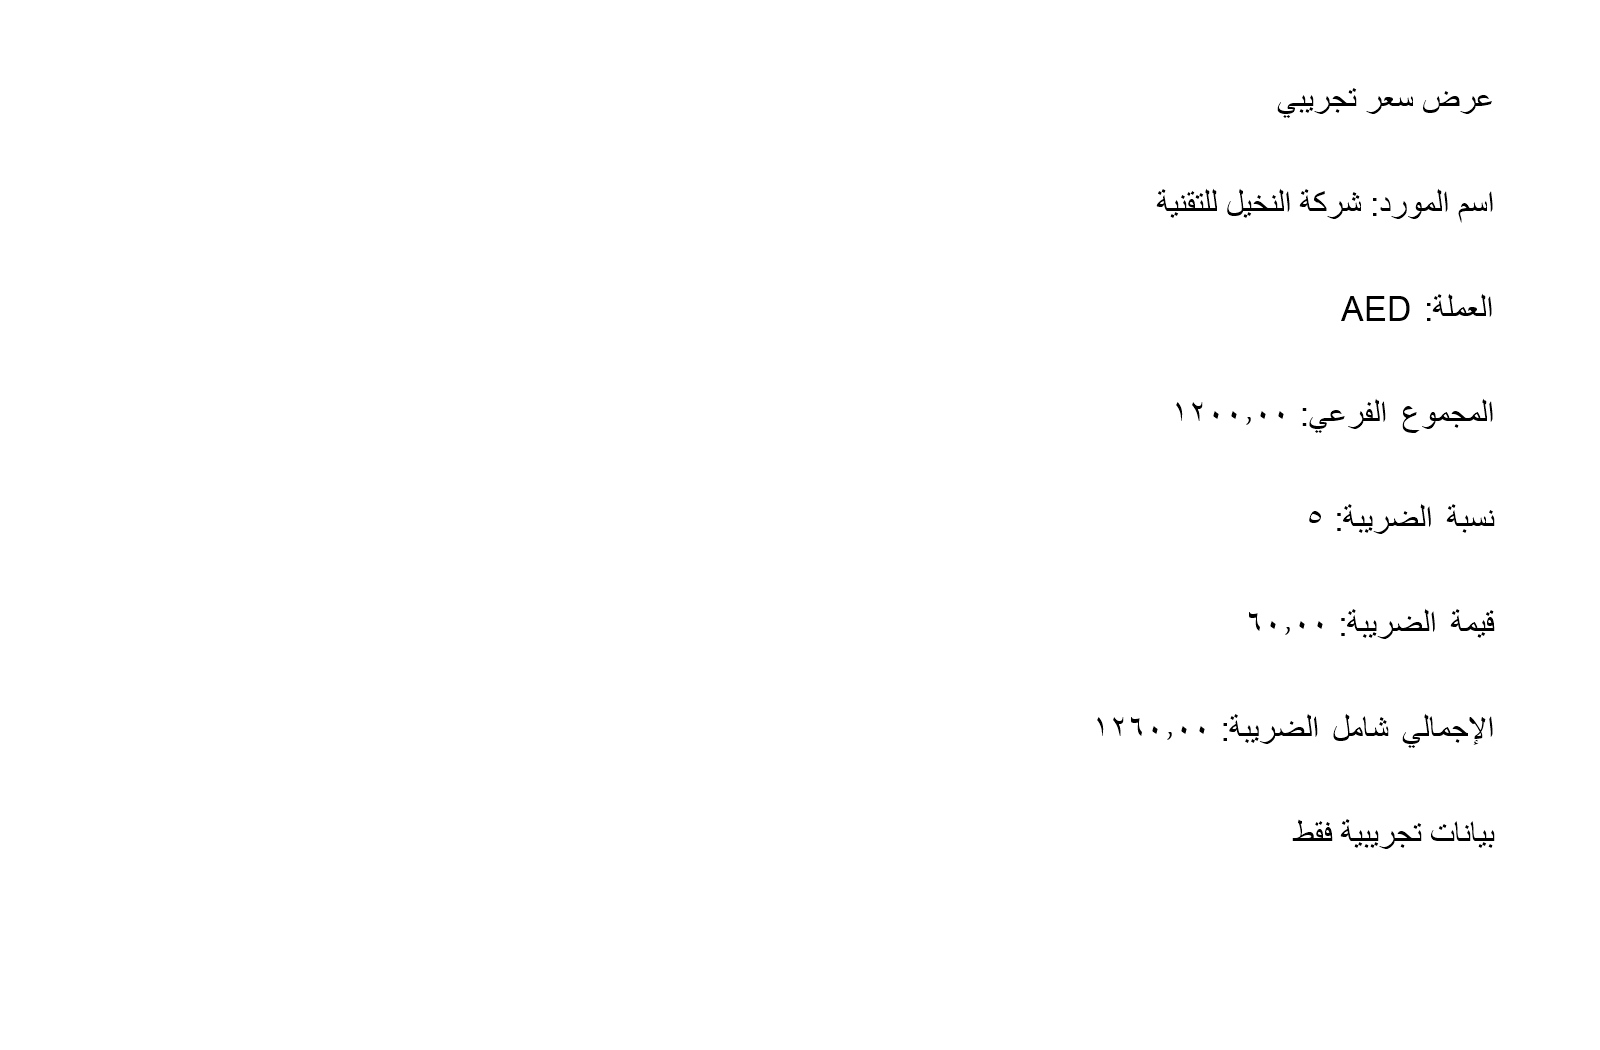 عرض سعر تجريبي
اسم المورد: شركة النخيل للتقنية
العملة: AED
المجموع الفرعي: ١٢٠٠٫٠٠
نسبة الضريبة: ٥
قيمة الضريبة: ٦٠٫٠٠
الإجمالي شامل الضريبة: ١٢٦٠٫٠٠
بيانات تجريبية فقط